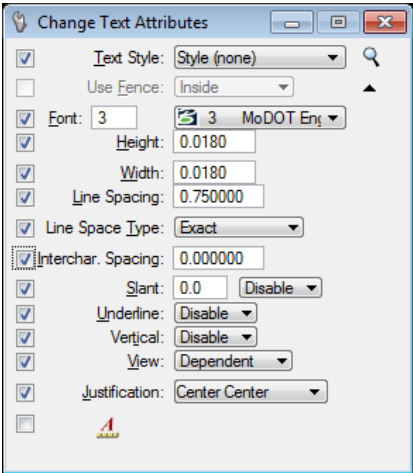 Change Text Attributes
Text Style: Style (none)
Use Fence: Inside
Font: 3 3 MoDOT Eng
Height: 0.0180
Width: 0.0180
Line Spacing: 0.750000
Line Space Type: Exact
Interchar. Spacing: 0.000000
Slant: 0.0 Disable
Underline: Disable
Vertical: Disable
View: Dependent
Justification: Center Center
A